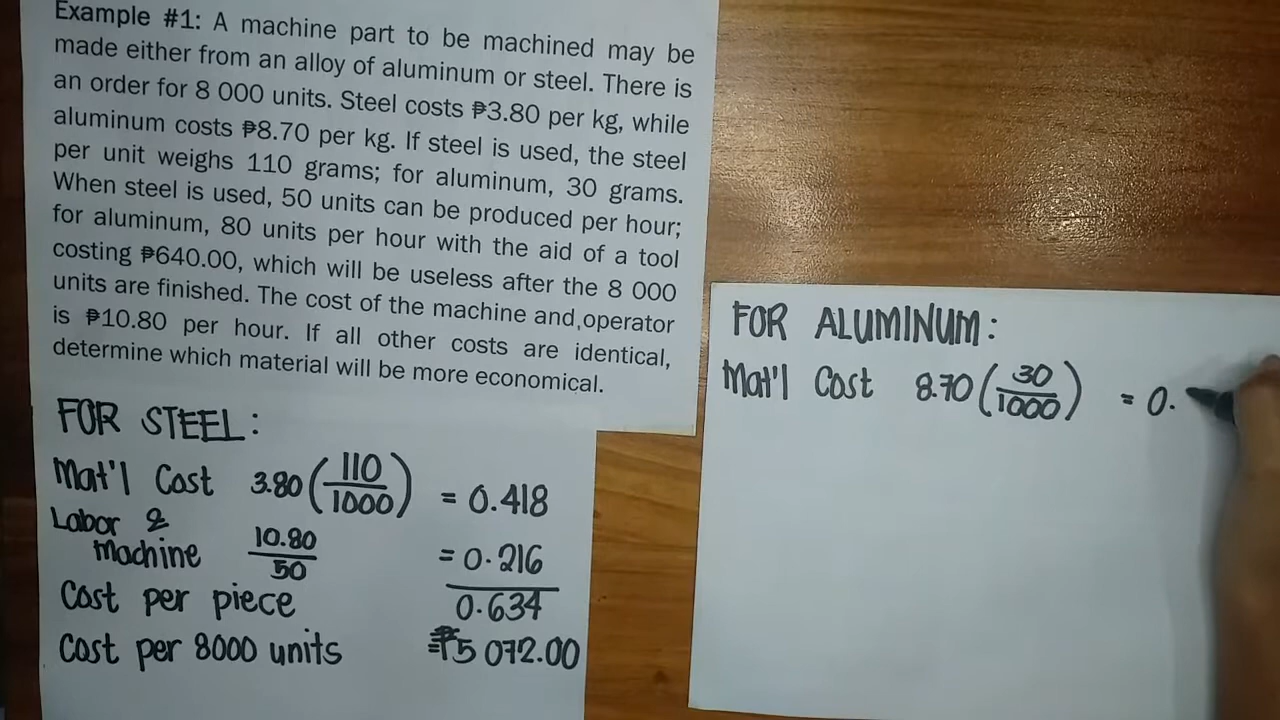 Example #1: A machine part to be machined may be
made either from an alloy of aluminum or steel. There is
an order for 8 000 units. Steel costs ₱3.80 per kg, while
aluminum costs ₱8.70 per kg. If steel is used, the steel
per unit weighs 110 grams; for aluminum, 30 grams.
When steel is used, 50 units can be produced per hour;
for aluminum, 80 units per hour with the aid of a tool
costing ₱640.00, which will be useless after the 8 000
units are finished. The cost of the machine and operator
is ₱10.80 per hour. If all other costs are identical,
determine which material will be more economical.
FOR STEEL:
Mat'l Cost 3.80 (110/1000) = 0.418
Labor &
Machine 10.80/50 = 0.216
Cost per piece 0.634
Cost per 8000 units =₱5 072.00
FOR ALUMINUM:
Mat'l Cost 8.70 (30/1000) = 0.